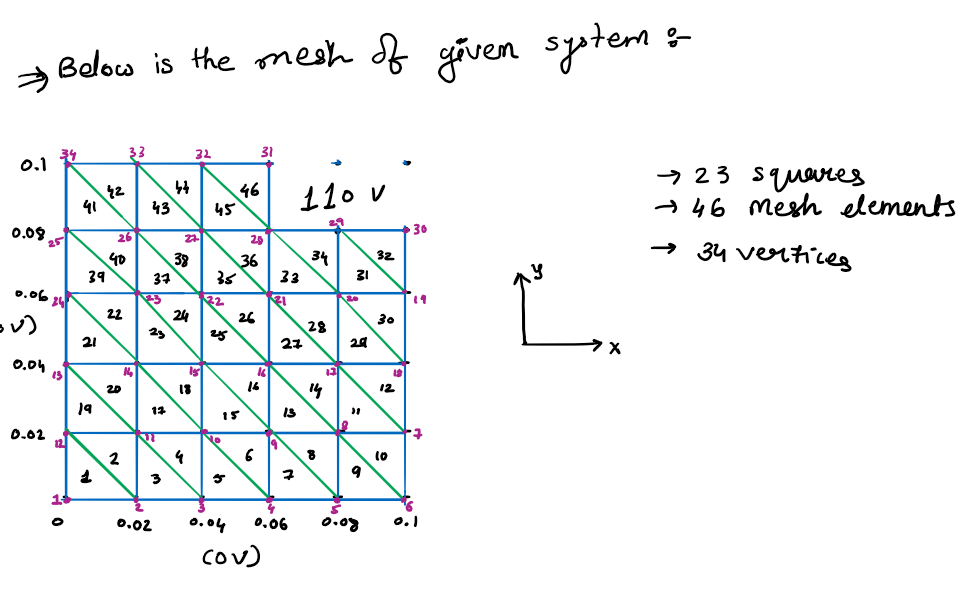 ⇒ Below is the mesh of given system :-
34 33 32 31
0.1
42 44 46 110 V
41 43 45
→ 23 squares
→ 46 mesh elements
→ 34 vertices
0.08 29 30
25 26 27 28
40 38 36 34 32
39 37 35 33 31
0.06 24 23 22 21 20 19
22 24 26 28 30
21 23 25 27 29
V)
0.04
13 14 15 16 17 18
20 18 16 14 12
19 17 15 13 11
0.02 12 11 10 9 8 7
2 4 6 8 10
1 3 5 7 9
1 2 3 4 5 6
0 0.02 0.04 0.06 0.08 0.1
(0V)
y
x